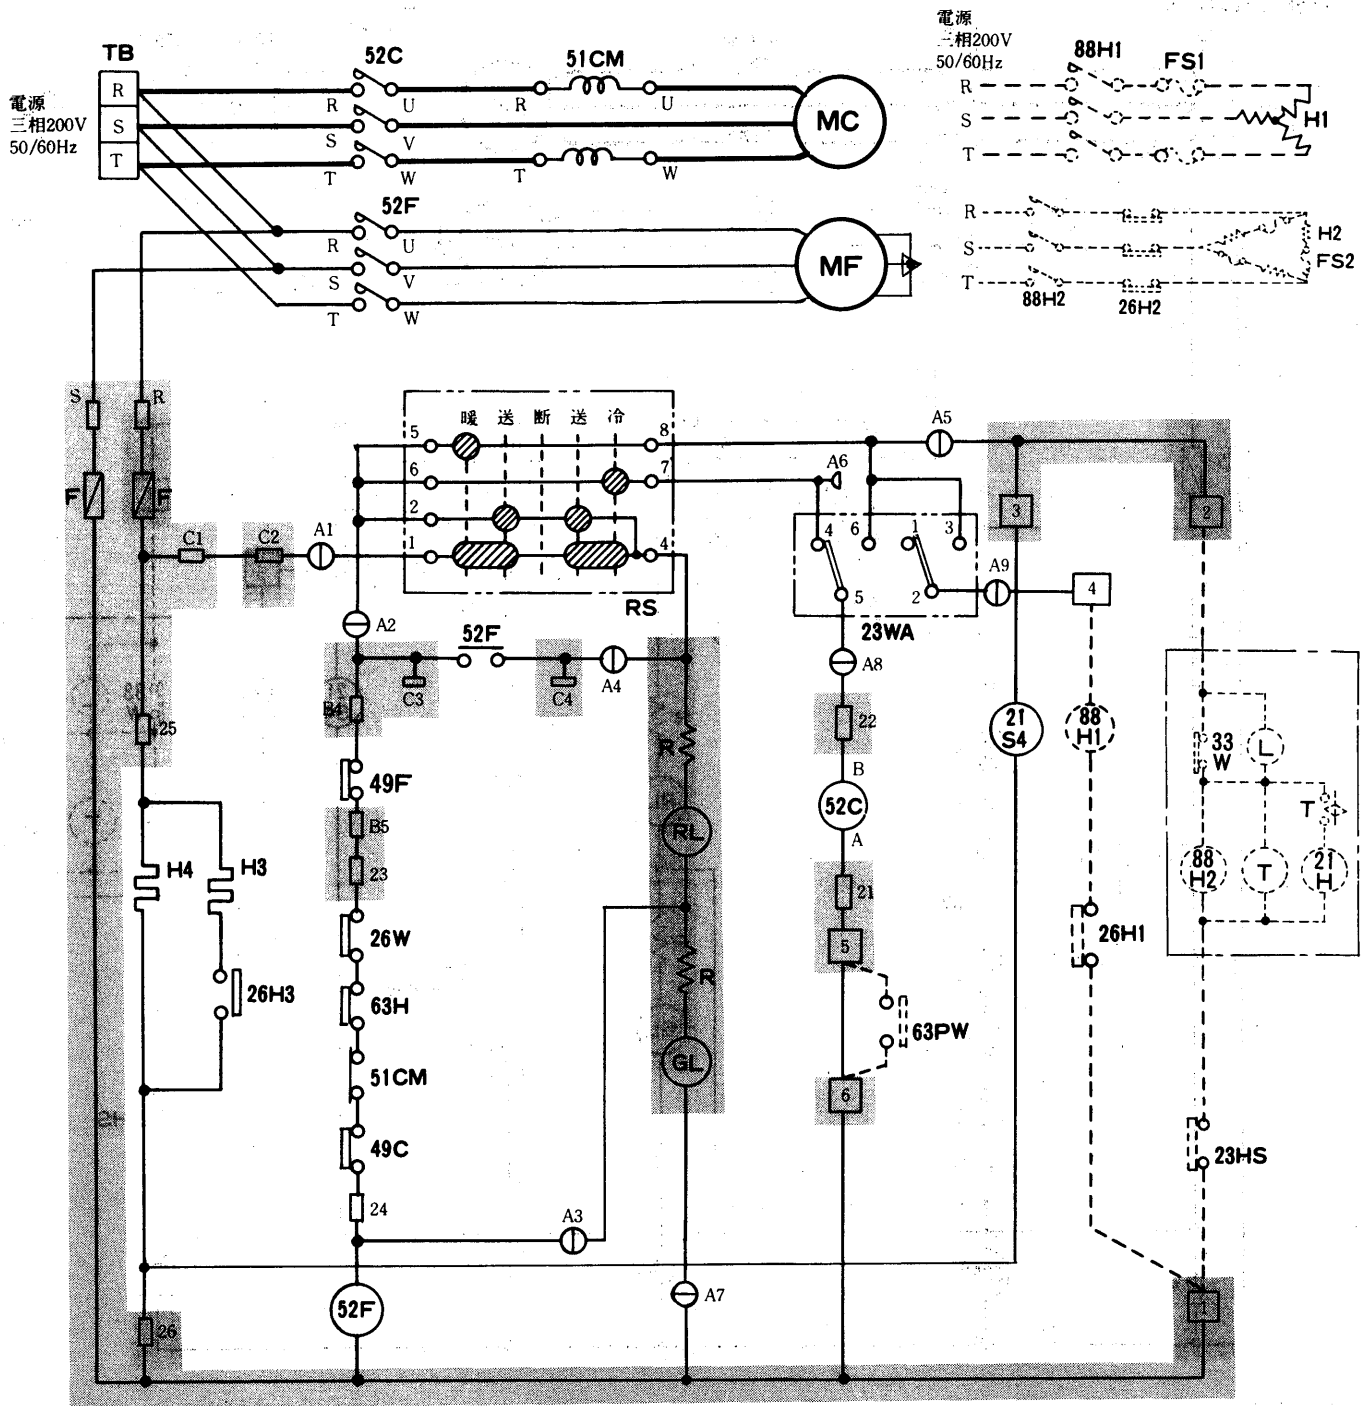 TB
電源
三相200V
50/60Hz
R
S
T
52C
R U
S V
T W
51CM
R U
T W
MC
電源
三相200V
50/60Hz
88H1
FS1
R
S
T
H1
52F
R U
S V
T W
MF
R
S
T
H2
FS2
88H2
26H2
S R
F F
C1 C2 A1
暖 送 断 送 冷
5 8
6 7
2
1 4
RS
A5
A6
4 6 1 3
5 2
23WA
A9
3
2
4
A2
52F
C3
C4
A4
A8
B4
25
22
R
49F
B
52C
A
21
S4
88
H1
33
W
L
T
88
H2
T
21
H
B5
23
RL
21
5
H4
H3
26W
26H3
63H
R
63PW
26H1
51CM
GL
6
49C
23HS
24
A3
52F
A7
26
1